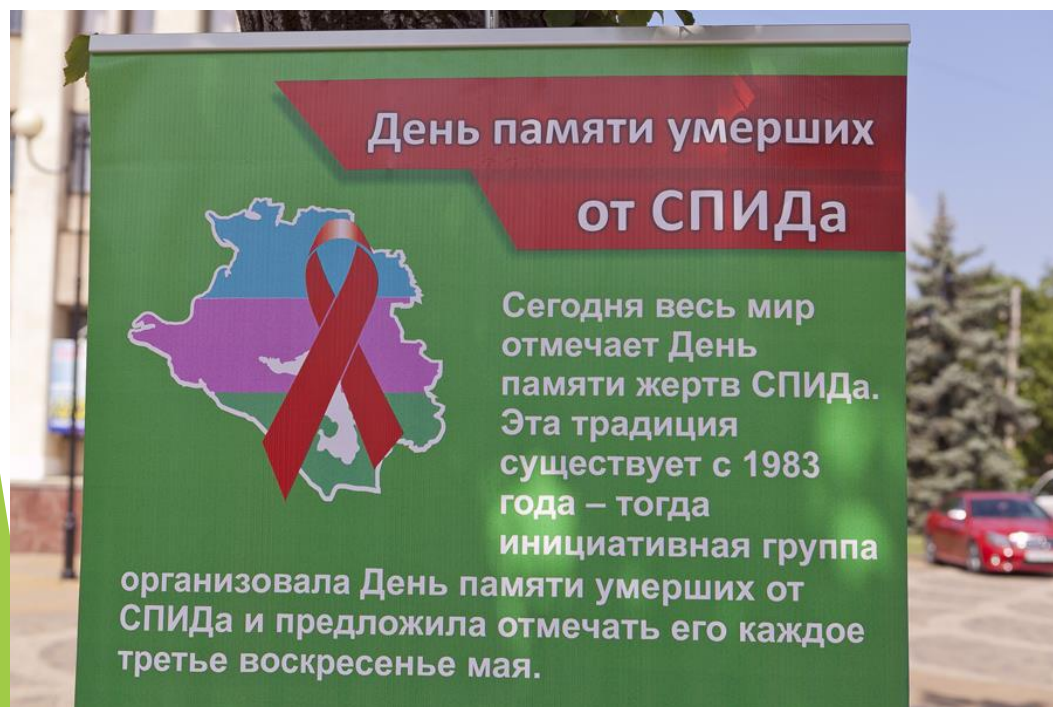 День памяти умерших
от СПИДа
Сегодня весь мир
отмечает День
памяти жертв СПИДа.
Эта традиция
существует с 1983
года – тогда
инициативная группа
организовала День памяти умерших от
СПИДа и предложила отмечать его каждое
третье воскресенье мая.